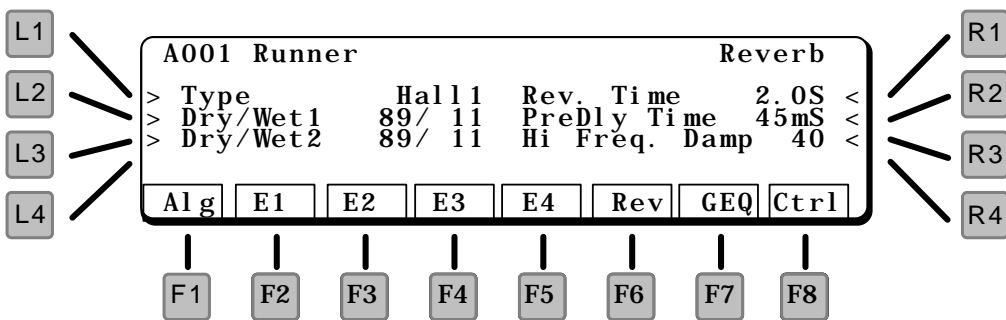 L1
L2
L3
L4
A001 Runner Reverb
> Type Hall1 Rev. Time 2.0S <
> Dry/Wet1 89/ 11 PreDly Time 45mS <
> Dry/Wet2 89/ 11 Hi Freq. Damp 40 <
Alg E1 E2 E3 E4 Rev GEQ Ctrl
R1
R2
R3
R4
F1 F2 F3 F4 F5 F6 F7 F8